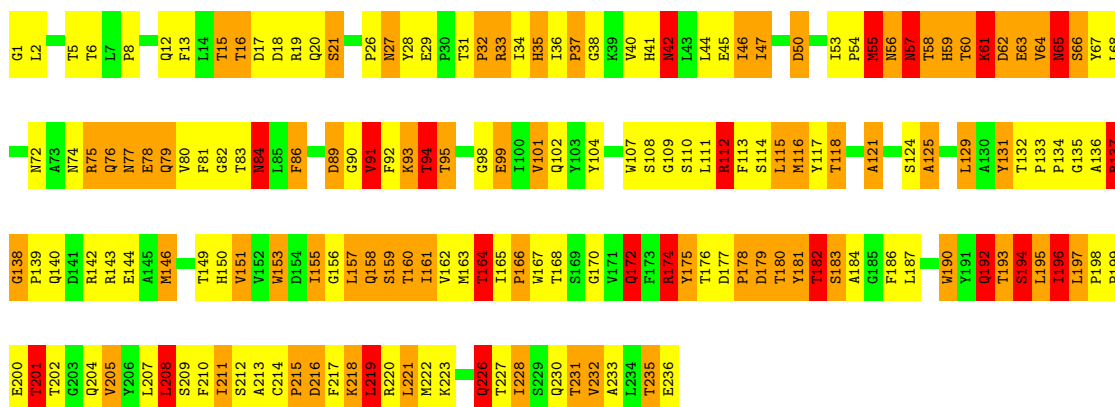 G1 L2 T5 T6 L7 P8 Q12 F13 L14 T15 T16 D17 D18 R19 Q20 S21 P26 N27 Y28 E29 P30 T31 P32 R33 I34 H35 I36 P37 G38 K39 V40 H41 N42 L43 L44 E45 I46 I47 D50 I53 P54 M55 N56 N57 T58 H59 T60 K61 D62 E63 V64 N65 S66 Y67 L68
N72 A73 N74 R75 Q76 N77 E78 Q79 V80 F81 G82 T83 N84 L85 F86 D89 G90 V91 F92 K93 T94 T95 G98 E99 I100 V101 Q102 Y103 Y104 W107 S108 G109 S110 L111 R112 F113 S114 L115 M116 Y117 T118 A121 S124 A125 L129 A130 Y131 T132 P133 P134 G135 A136 R137
G138 P139 Q140 D141 R142 R143 E144 A145 M146 T149 H150 V151 V152 W153 D154 I155 G156 L157 Q158 S159 T160 I161 V162 M163 T164 I165 P166 W167 T168 S169 G170 V171 Q172 F173 R174 Y175 T176 D177 P178 D179 T180 Y181 T182 S183 A184 G185 F186 L187 W190 Y191 Q192 T193 S194 L195 I196 L197 P198 P199
E200 T201 T202 G203 Q204 V205 Y206 L207 L208 S209 F210 I211 S212 A213 C214 P215 D216 F217 K218 L219 R220 L221 M222 K223 Q226 T227 I228 S229 Q230 T231 V232 A233 L234 T235 E236